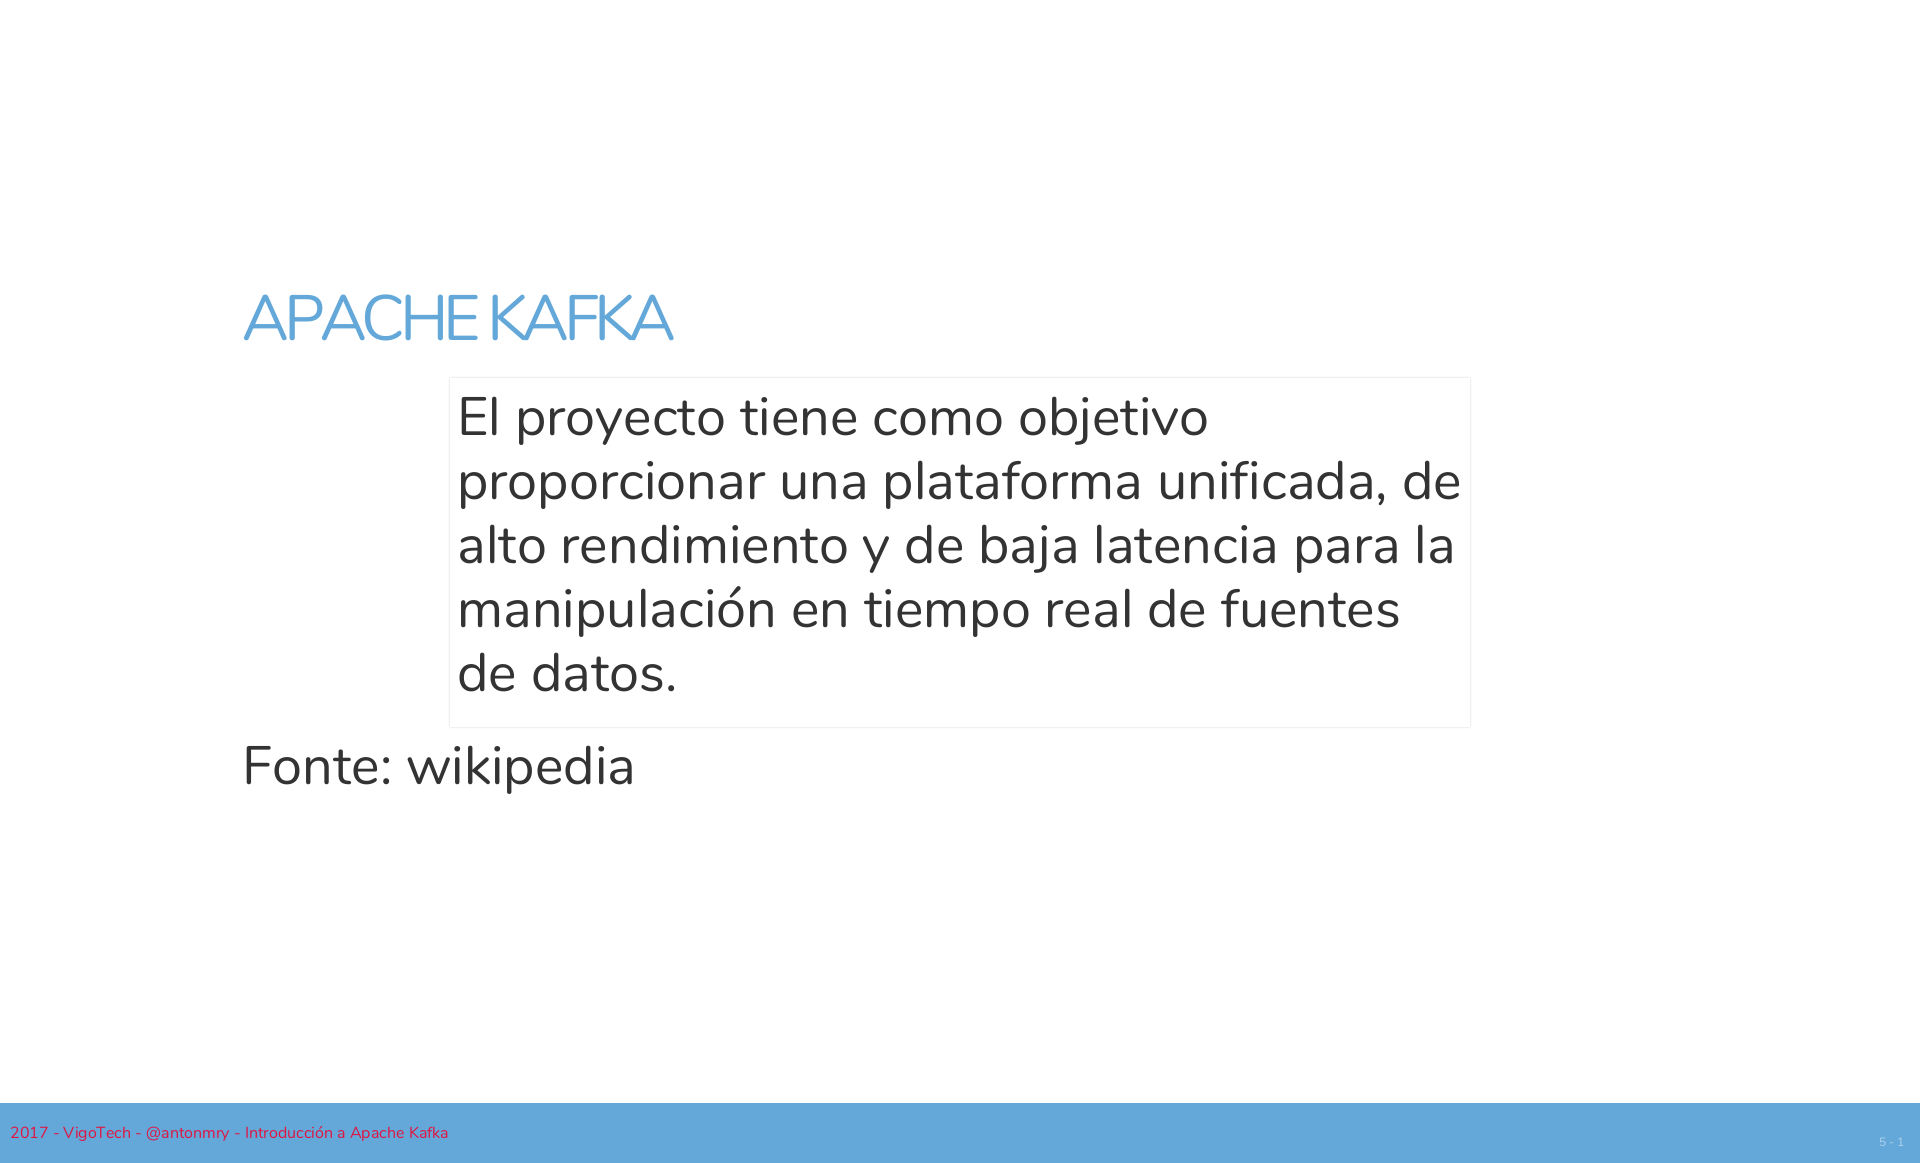 APACHE KAFKA
El proyecto tiene como objetivo
proporcionar una plataforma unificada, de
alto rendimiento y de baja latencia para la
manipulación en tiempo real de fuentes
de datos.
Fonte: wikipedia
2017 - VigoTech - @antonmry - Introducción a Apache Kafka
5 - 1